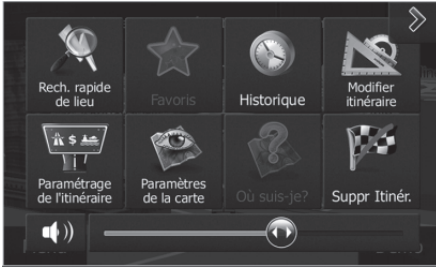 Rech. rapide
de lieu
Favoris
Historique
Modifier
itinéraire
Paramétrage
de l'itinéraire
Paramètres
de la carte
Où suis-je?
Suppr Itinér.